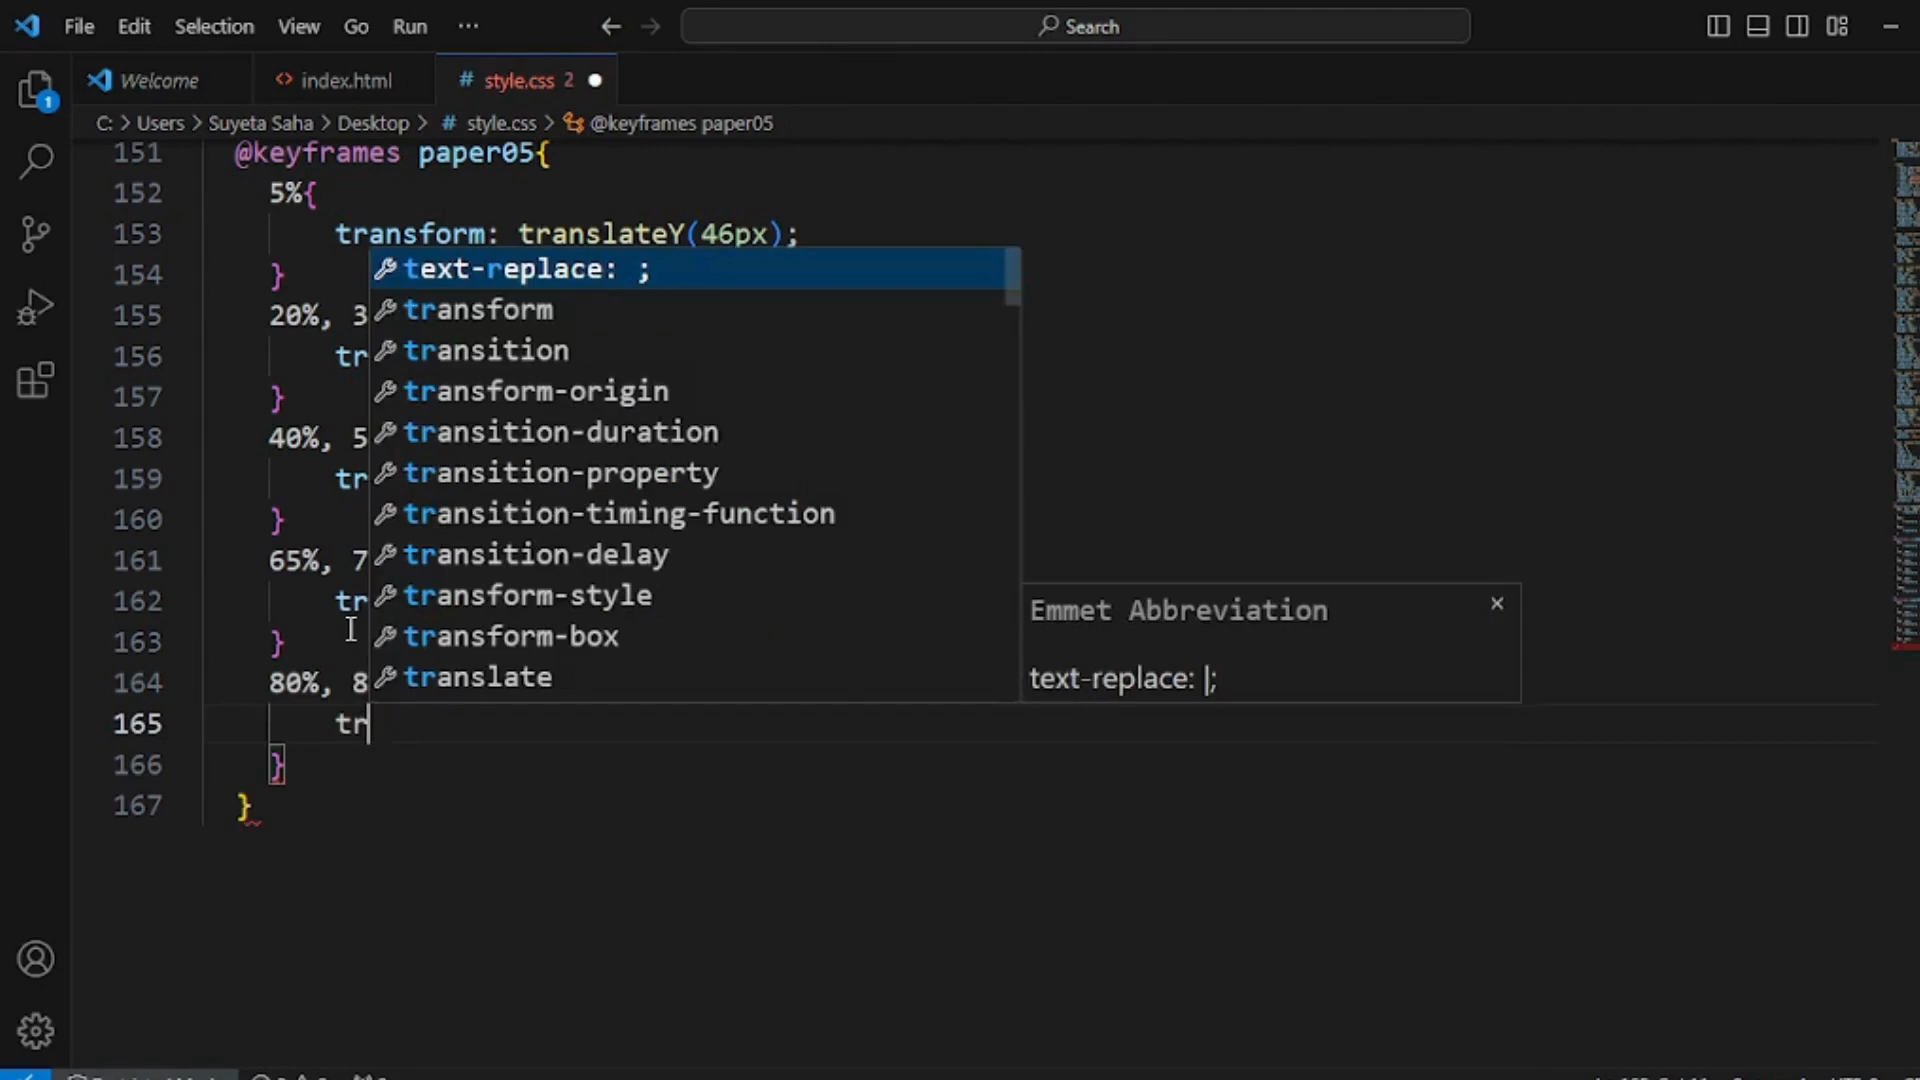 File Edit Selection View Go Run ··· Search
Welcome index.html # style.css 2
1
C: > Users > Suyeta Saha > Desktop > # style.css > @keyframes paper05
151 @keyframes paper05{
152 5%{
153 transform: translateY(46px);
154 }
155 20%, 3
156 tr
157 }
158 40%, 5
159 tr
160 }
161 65%, 7
162 tr
163 }
164 80%, 8
165 tr
166 }
167 }
text-replace: ;
transform
transition
transform-origin
transition-duration
transition-property
transition-timing-function
transition-delay
transform-style
transform-box
translate
Emmet Abbreviation ×
text-replace: |;